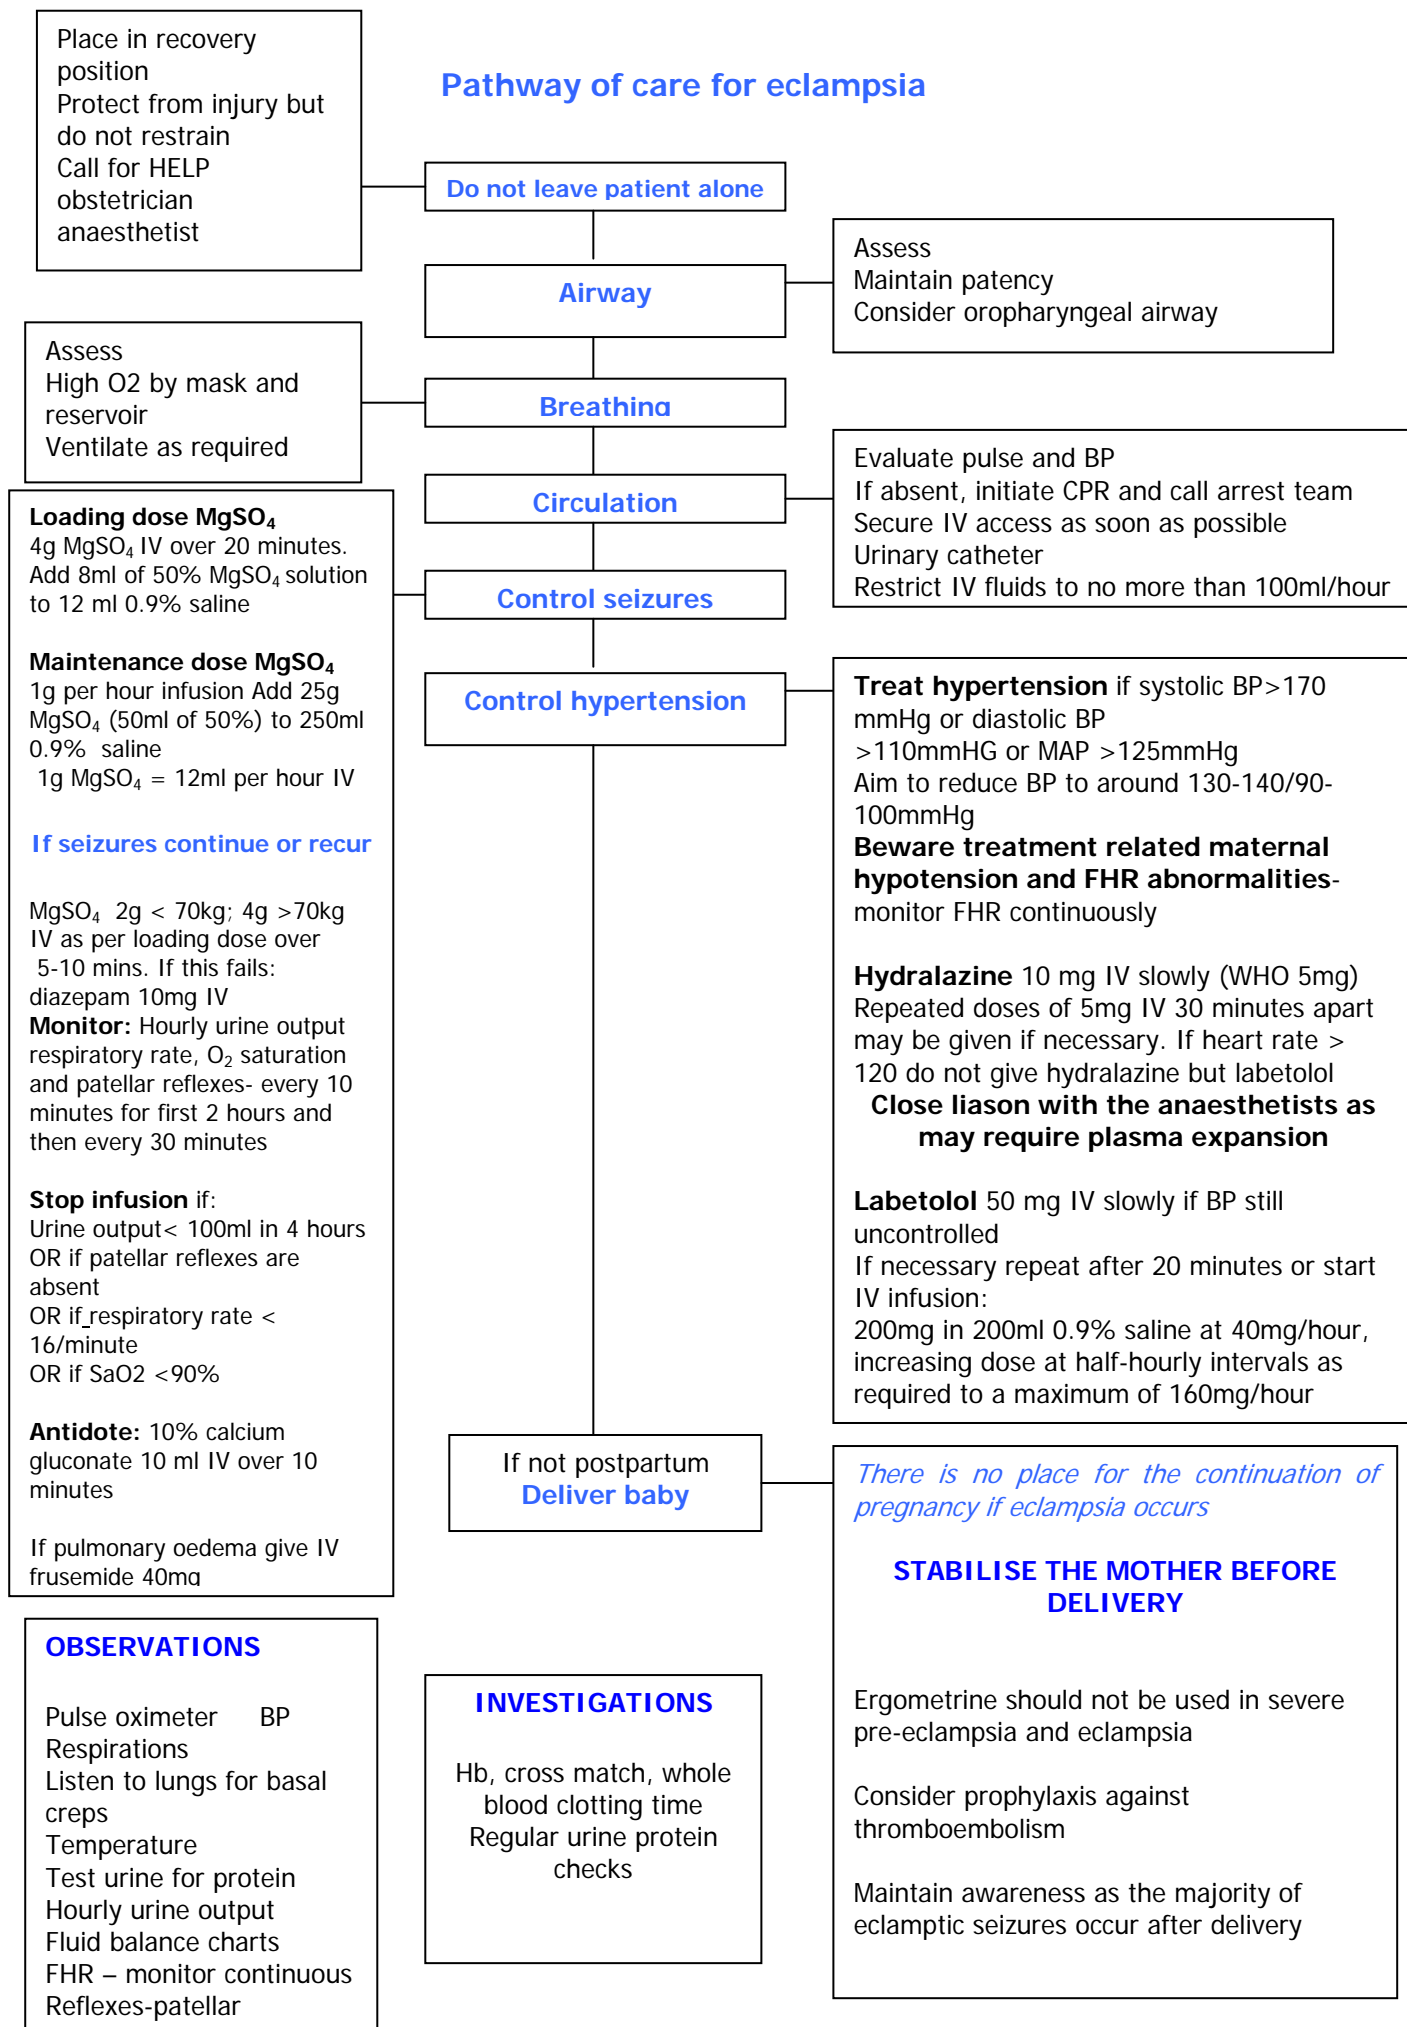 Place in recovery
position
Protect from injury but
do not restrain
Call for HELP
obstetrician
anaesthetist
Pathway of care for eclampsia
Do not leave patient alone
Airway
Assess
Maintain patency
Consider oropharyngeal airway
Assess
High O2 by mask and
reservoir
Ventilate as required
Breathing
Circulation
Evaluate pulse and BP
If absent, initiate CPR and call arrest team
Secure IV access as soon as possible
Urinary catheter
Restrict IV fluids to no more than 100ml/hour
Control seizures
Loading dose MgSO4
4g MgSO4 IV over 20 minutes.
Add 8ml of 50% MgSO4 solution
to 12 ml 0.9% saline
Maintenance dose MgSO4
1g per hour infusion Add 25g
MgSO4 (50ml of 50%) to 250ml
0.9% saline
1g MgSO4 = 12ml per hour IV
If seizures continue or recur
MgSO4 2g < 70kg; 4g >70kg
IV as per loading dose over
5-10 mins. If this fails:
diazepam 10mg IV
Monitor: Hourly urine output
respiratory rate, O2 saturation
and patellar reflexes- every 10
minutes for first 2 hours and
then every 30 minutes
Stop infusion if:
Urine output< 100ml in 4 hours
OR if patellar reflexes are
absent
OR if respiratory rate <
16/minute
OR if SaO2 <90%
Antidote: 10% calcium
gluconate 10 ml IV over 10
minutes
If pulmonary oedema give IV
frusemide 40mg
Control hypertension
Treat hypertension if systolic BP>170
mmHg or diastolic BP
>110mmHG or MAP >125mmHg
Aim to reduce BP to around 130-140/90-
100mmHg
Beware treatment related maternal
hypotension and FHR abnormalities-
monitor FHR continuously
Hydralazine 10 mg IV slowly (WHO 5mg)
Repeated doses of 5mg IV 30 minutes apart
may be given if necessary. If heart rate >
120 do not give hydralazine but labetolol
Close liason with the anaesthetists as
may require plasma expansion
Labetolol 50 mg IV slowly if BP still
uncontrolled
If necessary repeat after 20 minutes or start
IV infusion:
200mg in 200ml 0.9% saline at 40mg/hour,
increasing dose at half-hourly intervals as
required to a maximum of 160mg/hour
If not postpartum
Deliver baby
There is no place for the continuation of
pregnancy if eclampsia occurs
STABILISE THE MOTHER BEFORE
DELIVERY
Ergometrine should not be used in severe
pre-eclampsia and eclampsia
Consider prophylaxis against
thromboembolism
Maintain awareness as the majority of
eclamptic seizures occur after delivery
OBSERVATIONS
Pulse oximeter BP
Respirations
Listen to lungs for basal
creps
Temperature
Test urine for protein
Hourly urine output
Fluid balance charts
FHR – monitor continuous
Reflexes-patellar
INVESTIGATIONS
Hb, cross match, whole
blood clotting time
Regular urine protein
checks